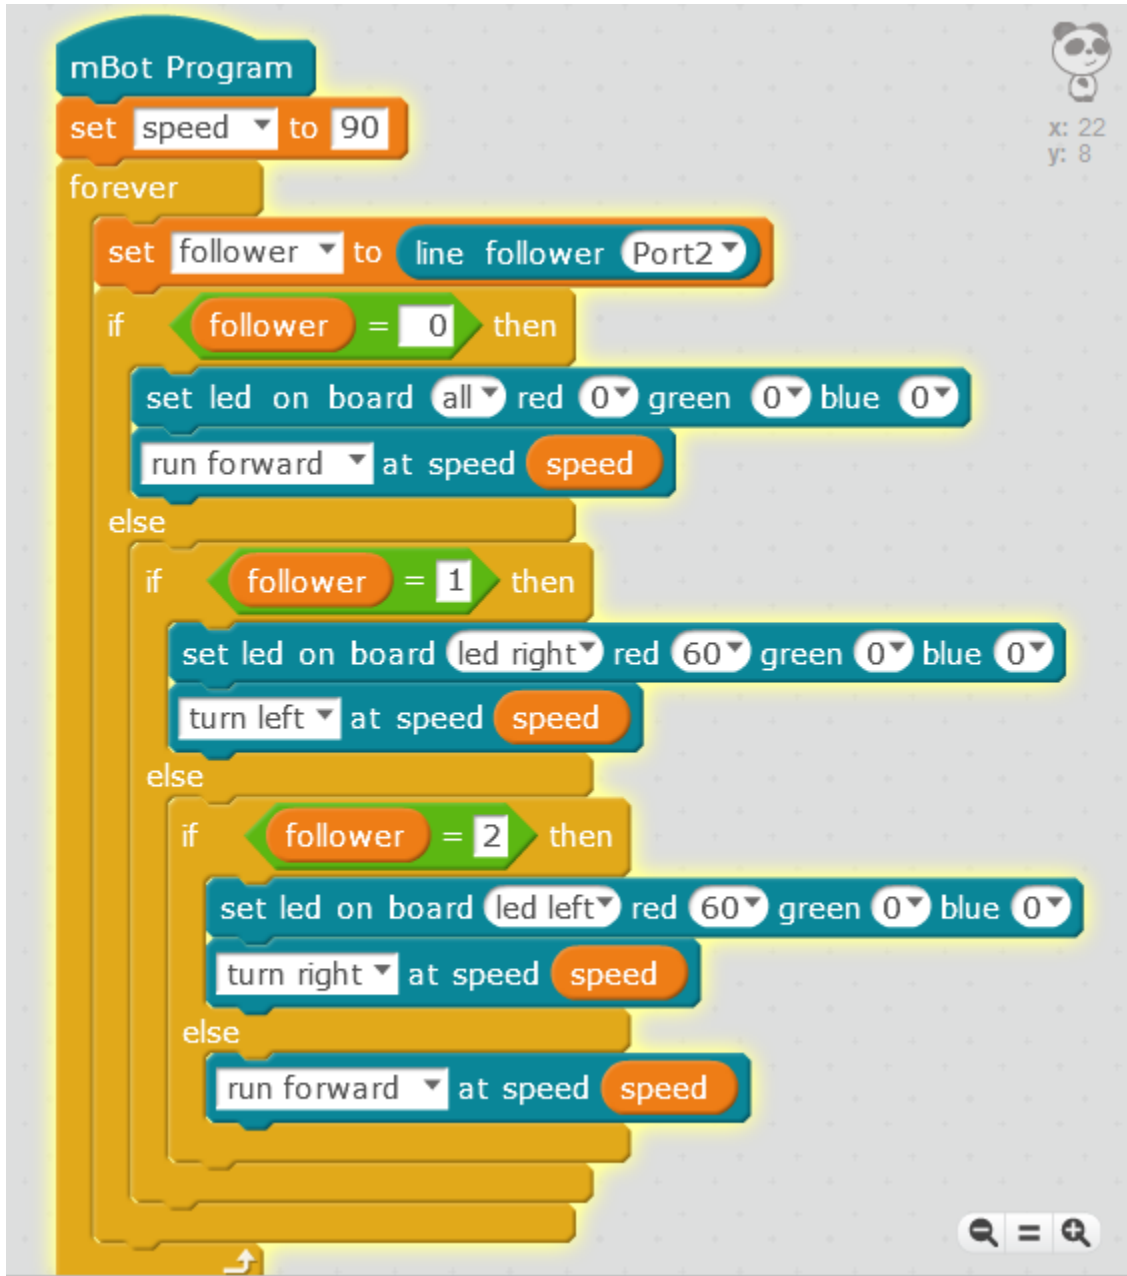 mBot Program
set speed to 90
forever
set follower to line follower Port2
if follower = 0 then
set led on board all red 0 green 0 blue 0
run forward at speed speed
else
if follower = 1 then
set led on board led right red 60 green 0 blue 0
turn left at speed speed
else
if follower = 2 then
set led on board led left red 60 green 0 blue 0
turn right at speed speed
else
run forward at speed speed
x: 22
y: 8